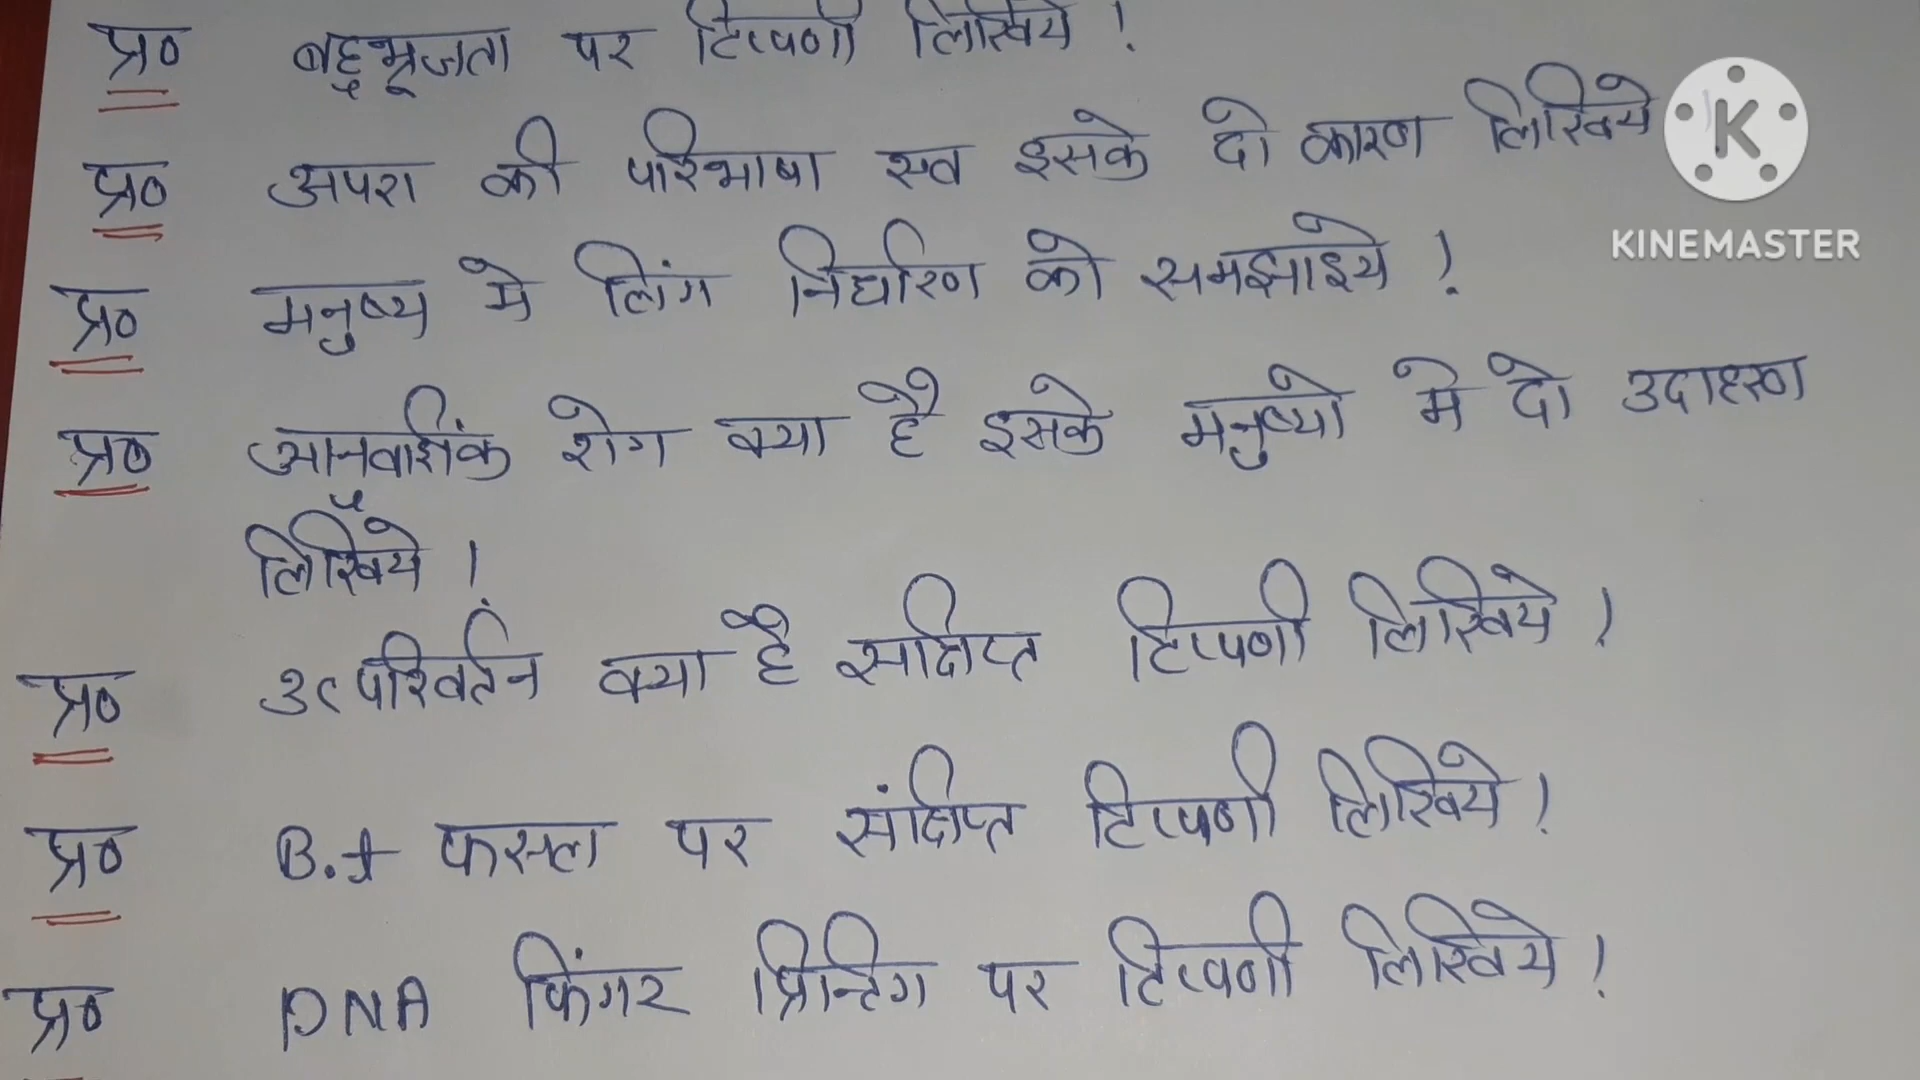 प्र० बहुभ्रूजता पर टिप्पणी लिखिये !
प्र० अपरा की परिभाषा एव इसके दो कारण लिखिये
प्र० मनुष्य मे लिंग निर्धारण को समझाइये !
प्र० आनुवांशिक रोग क्या है इसके मनुष्यो मे दो उदाहरण
लिखिये !
प्र० उत्परिवर्तन क्या है संक्षिप्त टिप्पणी लिखिये !
प्र० B.t फसल पर संक्षिप्त टिप्पणी लिखिये !
प्र० DNA फिंगर प्रिन्टिग पर टिप्पणी लिखिये !
K
KINEMASTER